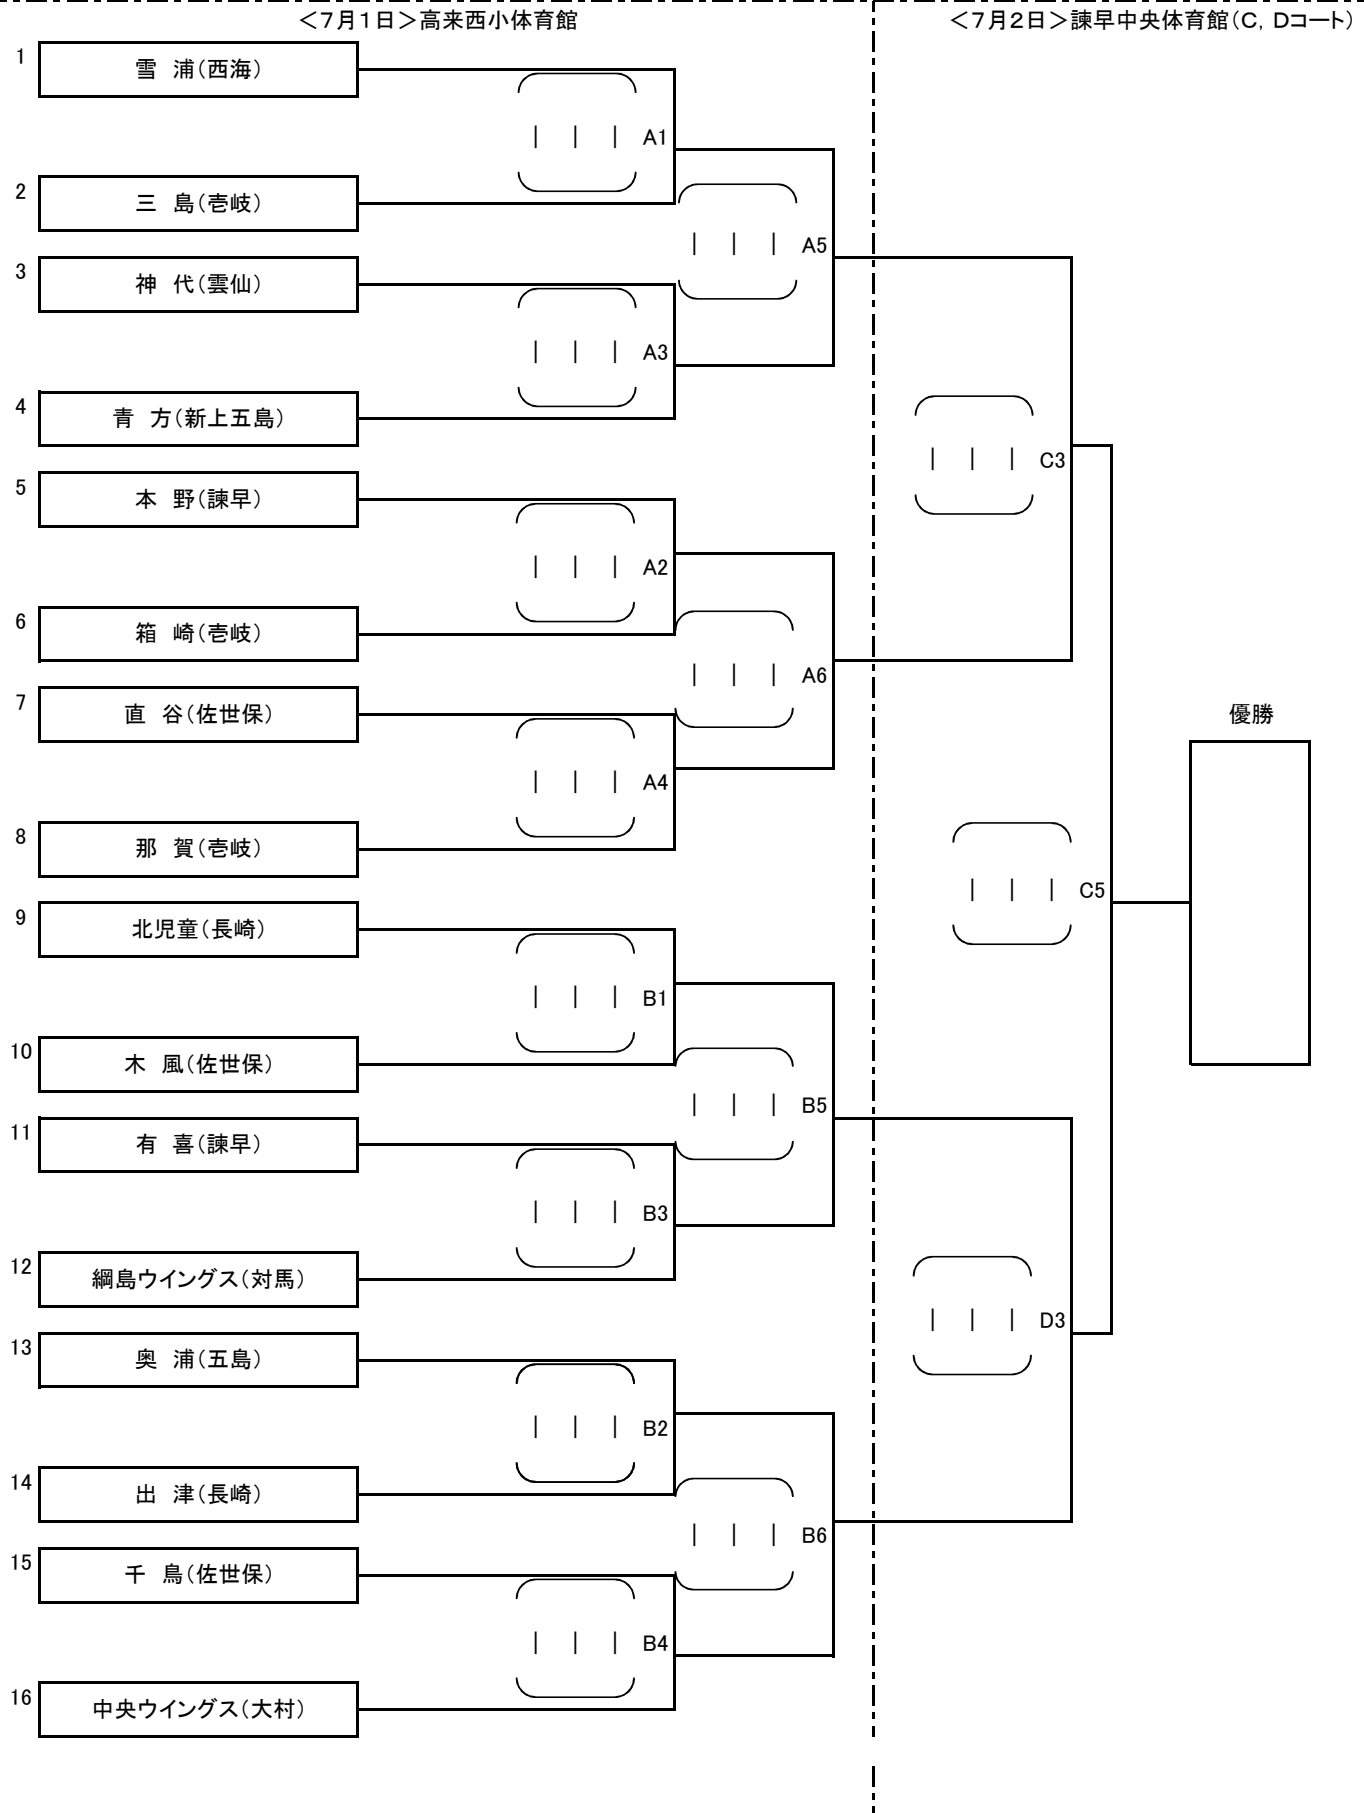 ＜７月１日＞高来西小体育館
＜７月２日＞諫早中央体育館（C，Dコート）
1
雪　浦（西海）
A1
2
三　島（壱岐）
A5
3
神　代（雲仙）
A3
4
青　方（新上五島）
C3
5
本　野（諫早）
A2
6
箱　崎（壱岐）
A6
7
直　谷（佐世保）
優勝
A4
8
那　賀（壱岐）
C5
9
北児童（長崎）
B1
10
木　風（佐世保）
B5
11
有　喜（諫早）
B3
12
綱島ウイングス（対馬）
D3
13
奥　浦（五島）
B2
14
出　津（長崎）
B6
15
千　鳥（佐世保）
B4
16
中央ウイングス（大村）